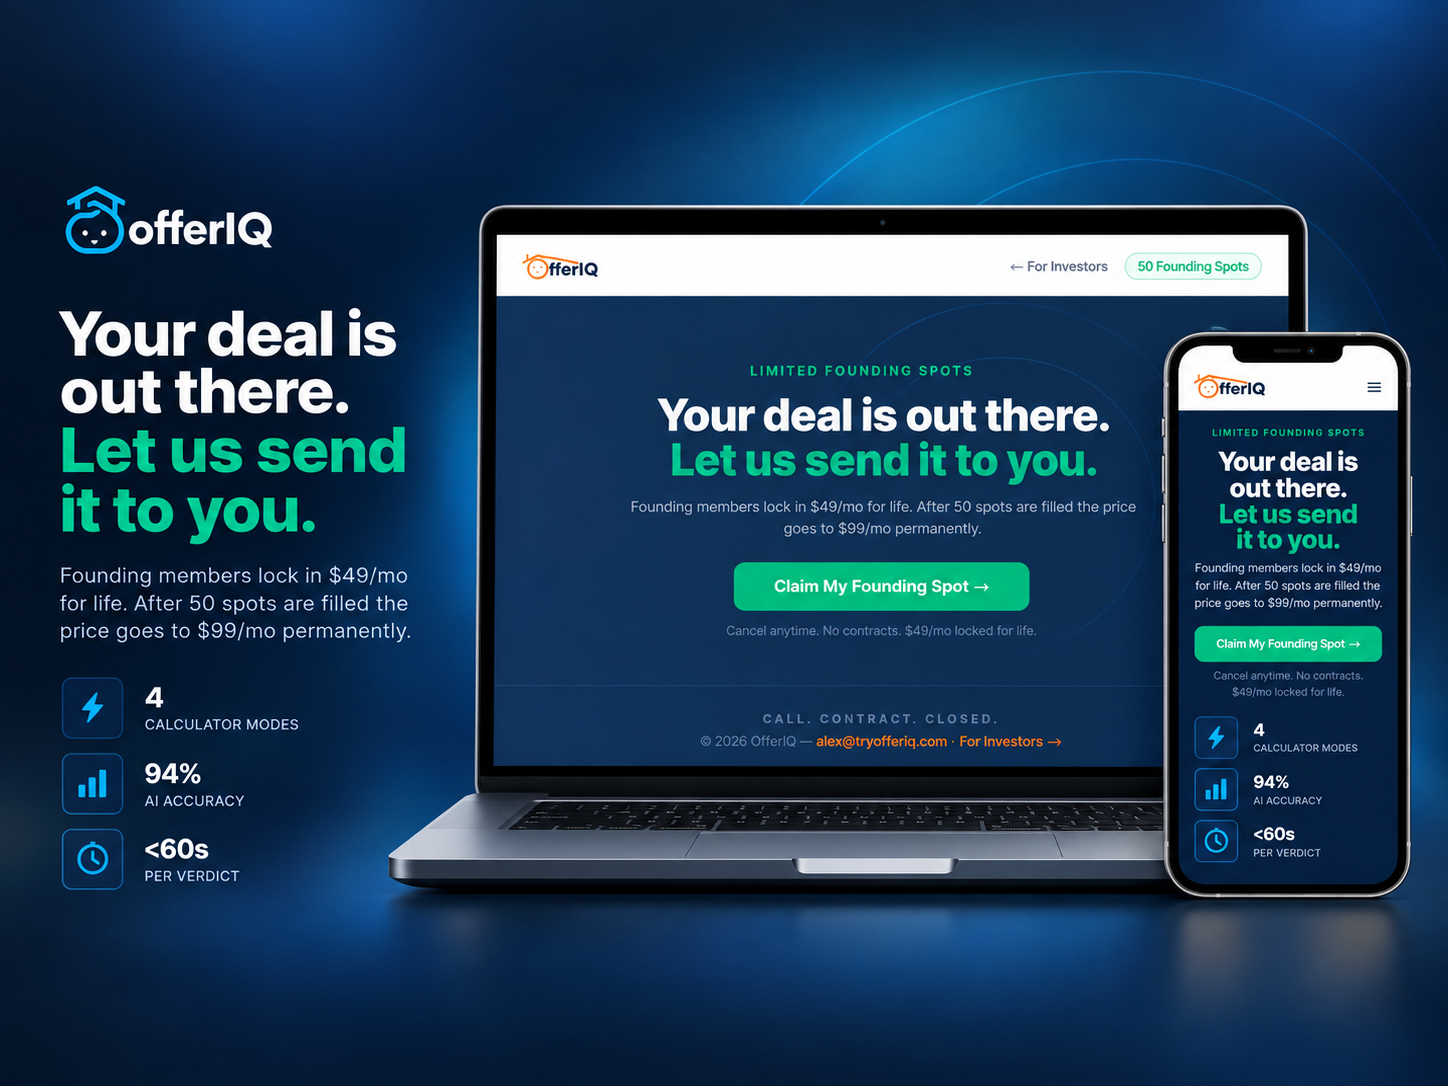 offerIQ
Your deal is
out there.
Let us send
it to you.
Founding members lock in $49/mo
for life. After 50 spots are filled the
price goes to $99/mo permanently.
4
CALCULATOR MODES
94%
AI ACCURACY
<60s
PER VERDICT
OfferIQ
← For Investors
50 Founding Spots
LIMITED FOUNDING SPOTS
Your deal is out there.
Let us send it to you.
Founding members lock in $49/mo for life. After 50 spots are filled the price
goes to $99/mo permanently.
Claim My Founding Spot →
Cancel anytime. No contracts. $49/mo locked for life.
CALL. CONTRACT. CLOSED.
© 2026 OfferIQ — alex@tryofferiq.com · For Investors →
OfferIQ
LIMITED FOUNDING SPOTS
Your deal is
out there.
Let us send
it to you.
Founding members lock in $49/mo
for life. After 50 spots are filled the
price goes to $99/mo permanently.
Claim My Founding Spot →
Cancel anytime. No contracts.
$49/mo locked for life.
4
CALCULATOR MODES
94%
AI ACCURACY
<60s
PER VERDICT